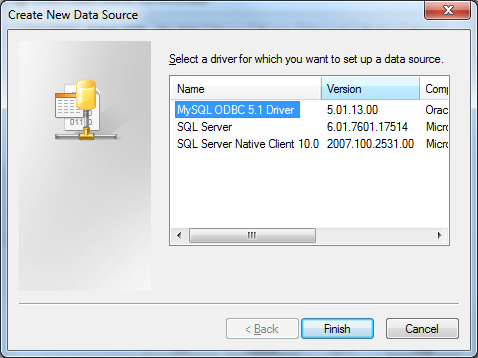 Create New Data Source
Select a driver for which you want to set up a data source.
Name Version Comp
MySQL ODBC 5.1 Driver 5.01.13.00 Orac
SQL Server 6.01.7601.17514 Micro
SQL Server Native Client 10.0 2007.100.2531.00 Micro
< Back Finish Cancel